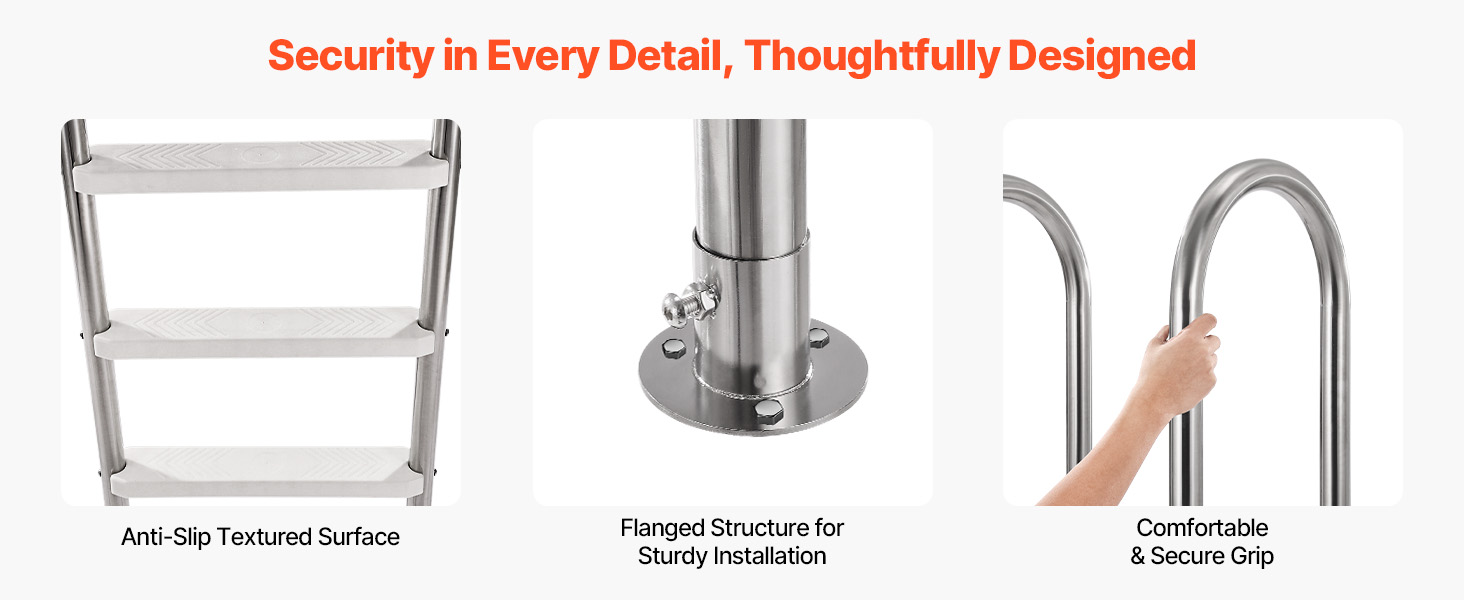 Security in Every Detail, Thoughtfully Designed
Anti-Slip Textured Surface
Flanged Structure for
Sturdy Installation
Comfortable
& Secure Grip